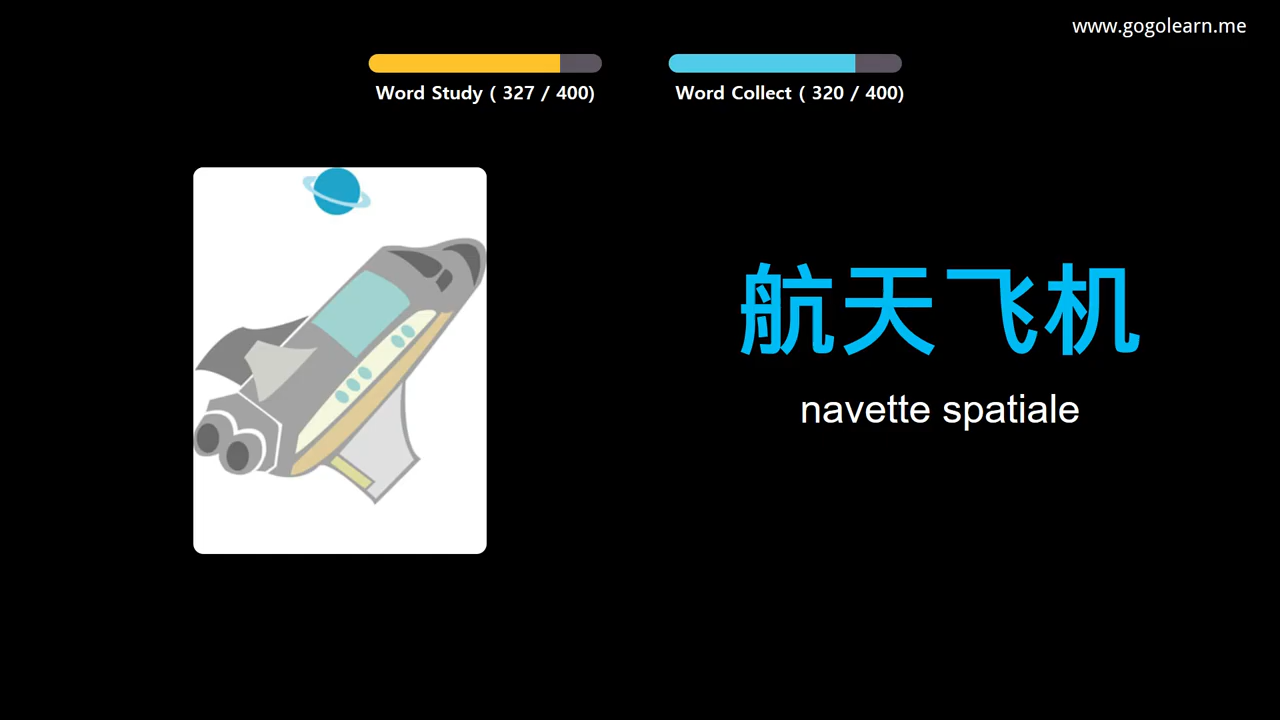 www.gogolearn.me
Word Study ( 327 / 400)
Word Collect ( 320 / 400)
航天飞机
navette spatiale